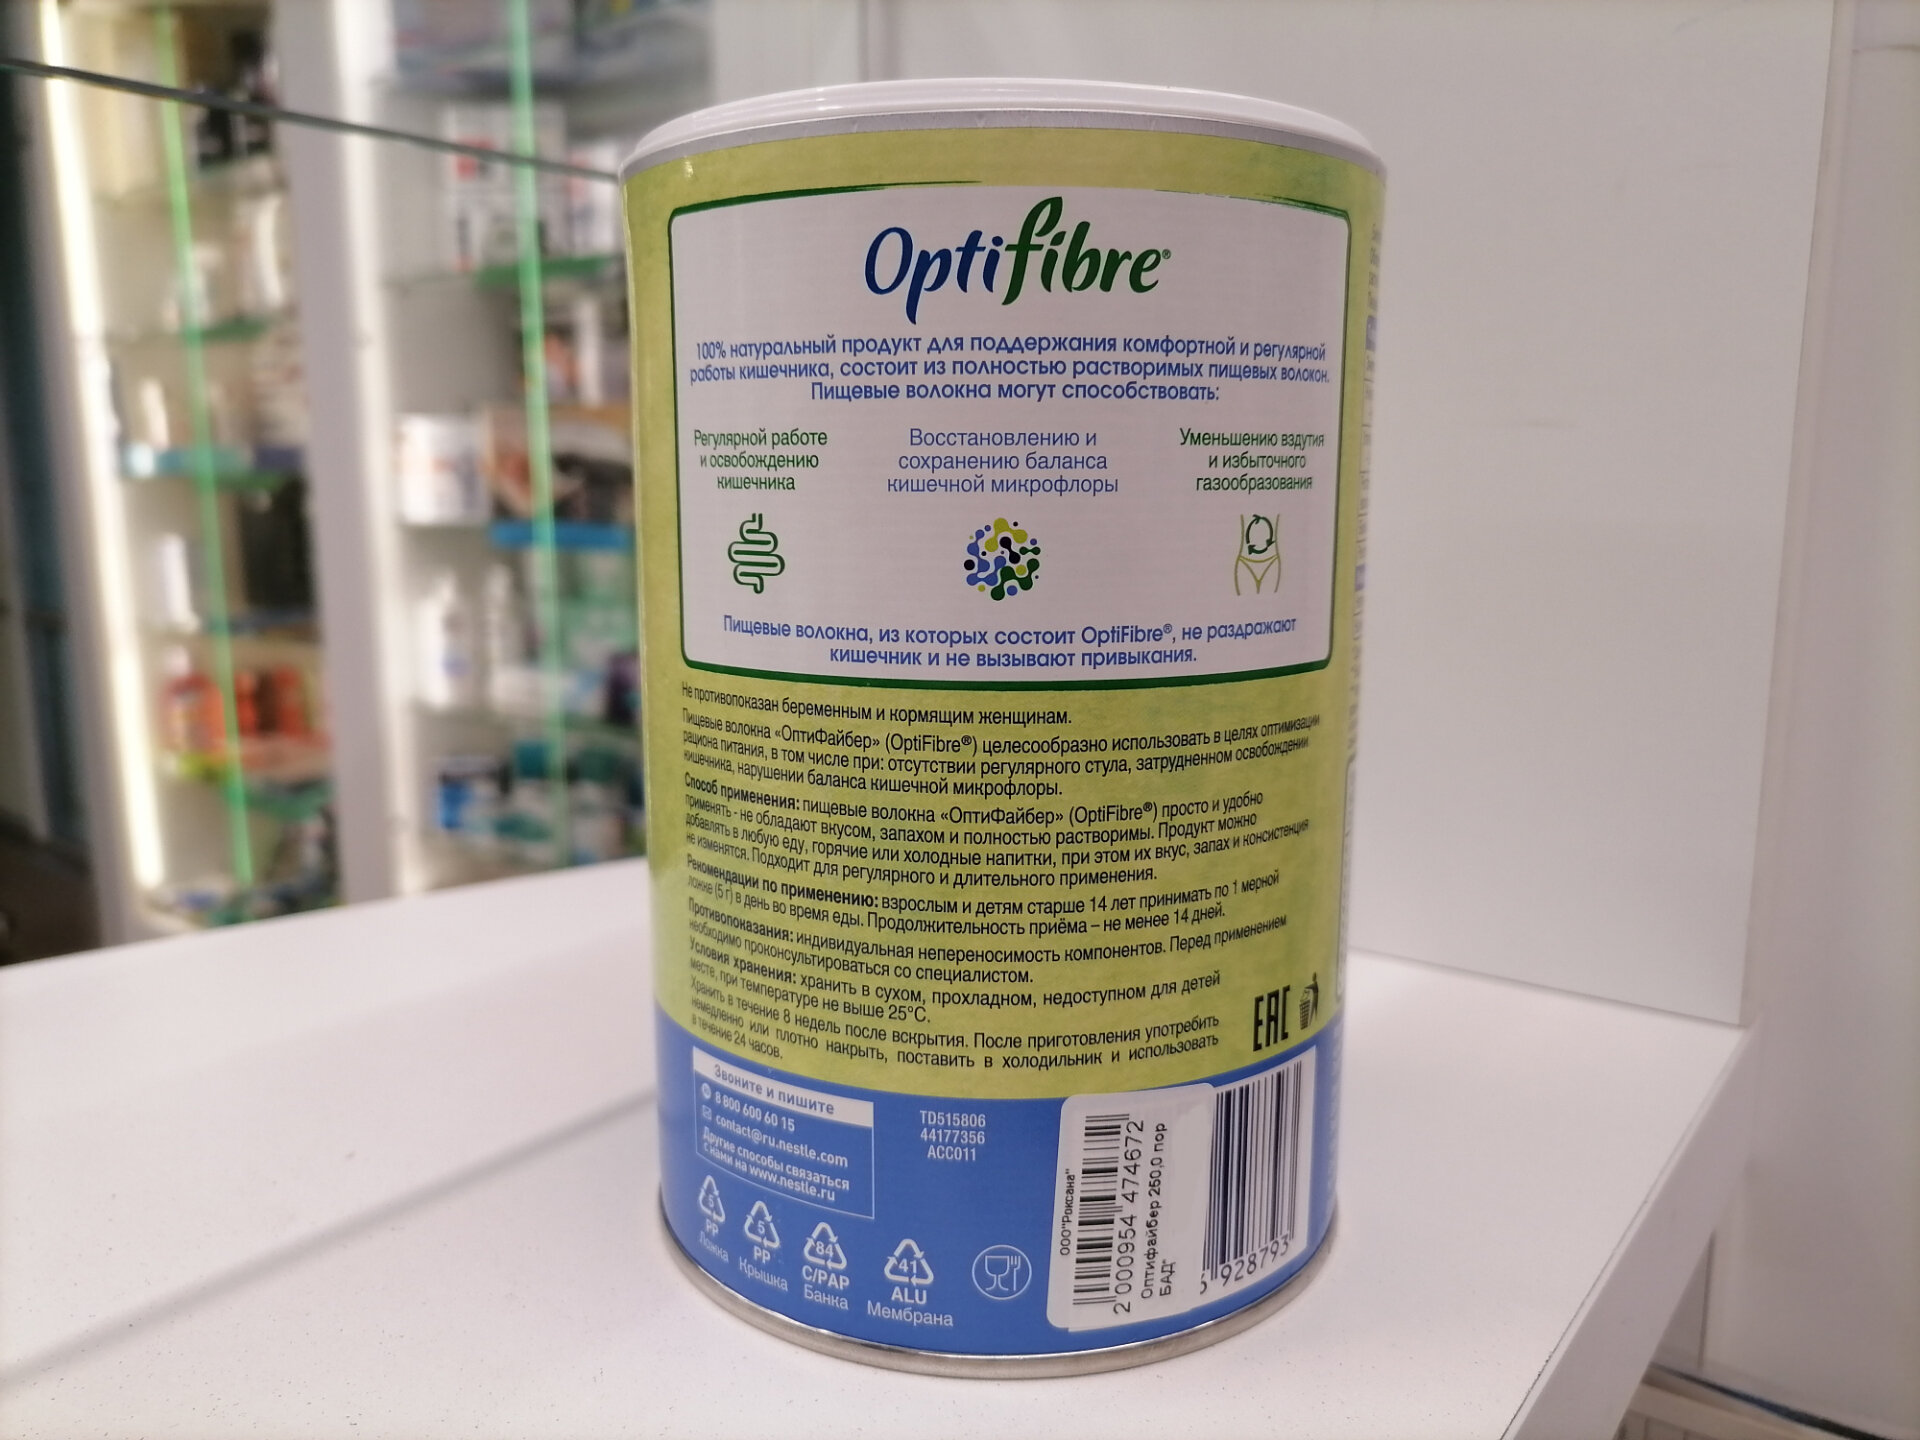 Optifibre®
100% натуральный продукт для поддержания комфортной и регулярной
работы кишечника, состоит из полностью растворимых пищевых волокон.
Пищевые волокна могут способствовать:
Регулярной работе
и освобождению
кишечника
Восстановлению и
сохранению баланса
кишечной микрофлоры
Уменьшению вздутия
и избыточного
газообразования
Пищевые волокна, из которых состоит OptiFibre®, не раздражают
кишечник и не вызывают привыкания.
Не противопоказан беременным и кормящим женщинам.
Пищевые волокна «ОптиФайбер» (OptiFibre®) целесообразно использовать в целях оптимизации
рациона питания, в том числе при: отсутствии регулярного стула, затрудненном освобождении
кишечника, нарушении баланса кишечной микрофлоры.
Способ применения: пищевые волокна «ОптиФайбер» (OptiFibre®) просто и удобно
применять - не обладают вкусом, запахом и полностью растворимы. Продукт можно
добавлять в любую еду, горячие или холодные напитки, при этом их вкус, запах и консистенция
не изменятся. Подходит для регулярного и длительного применения.
Рекомендации по применению: взрослым и детям старше 14 лет принимать по 1 мерной
ложке (5 г) в день во время еды. Продолжительность приёма – не менее 14 дней.
Противопоказания: индивидуальная непереносимость компонентов. Перед применением
необходимо проконсультироваться со специалистом.
Условия хранения: хранить в сухом, прохладном, недоступном для детей
месте, при температуре не выше 25°C.
Хранить в течение 8 недель после вскрытия. После приготовления употребить
немедленно или плотно накрыть, поставить в холодильник и использовать
в течение 24 часов.
EAC
Звоните и пишите
8 800 600 60 15
contact@ru.nestle.com
Другие способы связаться
с нами на www.nestle.ru
TD515806
44177356
ACC011
5
PP
Ложка
5
PP
Крышка
84
C/PAP
Банка
41
ALU
Мембрана
ООО"Роксана"
2 000954 474672
Оптифайбер 250,0 пор
БАД"
928793